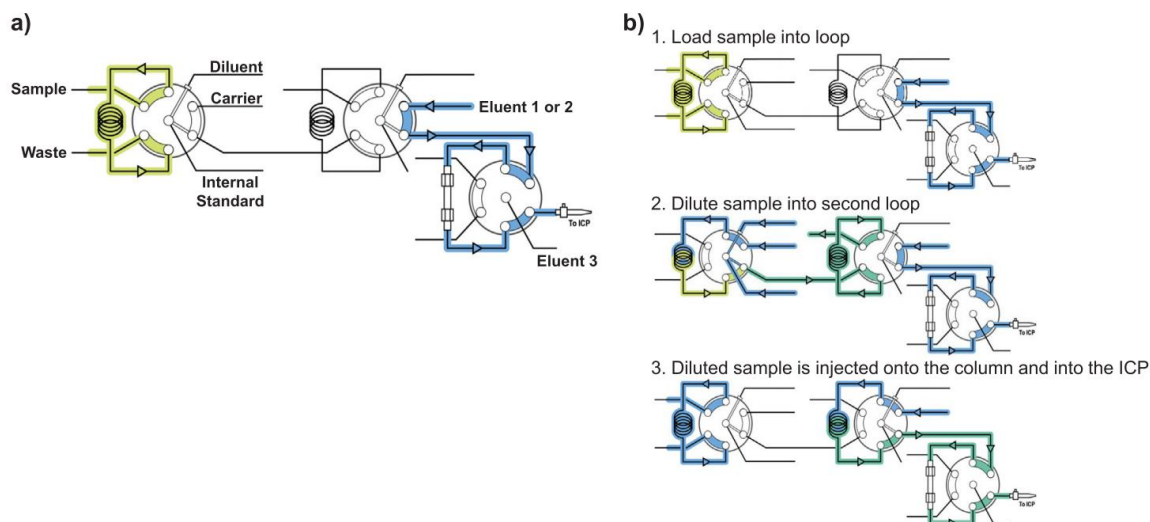 a)
Sample
Waste
Diluent
Carrier
Internal
Standard
Eluent 1 or 2
To ICP
Eluent 3
b)
1. Load sample into loop
To ICP
2. Dilute sample into second loop
To ICP
3. Diluted sample is injected onto the column and into the ICP
To ICP